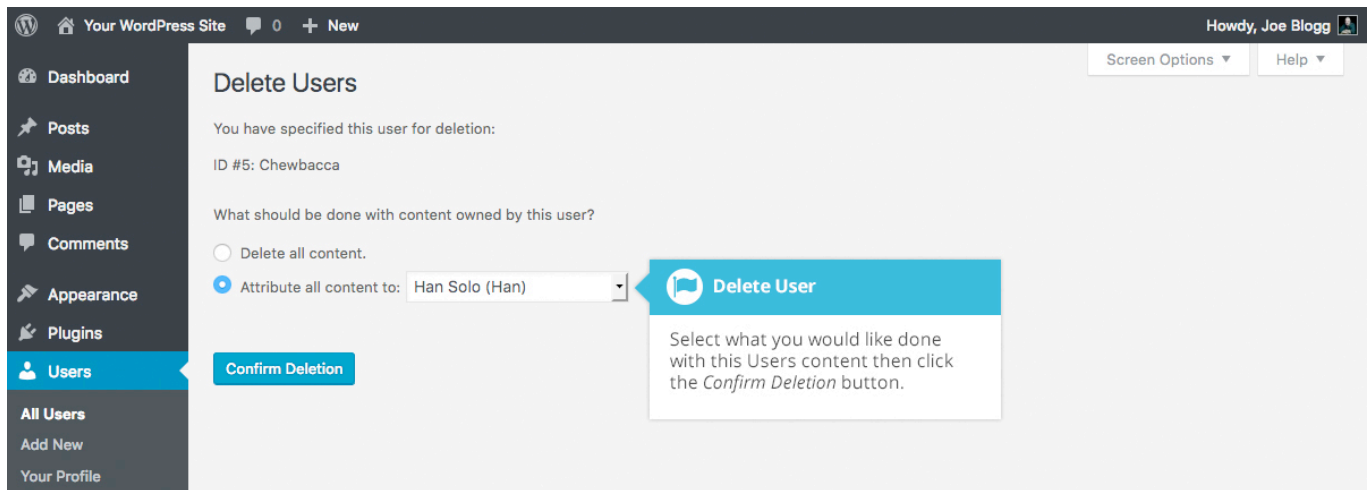 Your WordPress Site 0 New Howdy, Joe Blogg
Screen Options Help
Dashboard
Posts
Media
Pages
Comments
Appearance
Plugins
Users
All Users
Add New
Your Profile
Delete Users
You have specified this user for deletion:
ID #5: Chewbacca
What should be done with content owned by this user?
Delete all content.
Attribute all content to: Han Solo (Han)
Confirm Deletion
Delete User
Select what you would like done
with this Users content then click
the Confirm Deletion button.